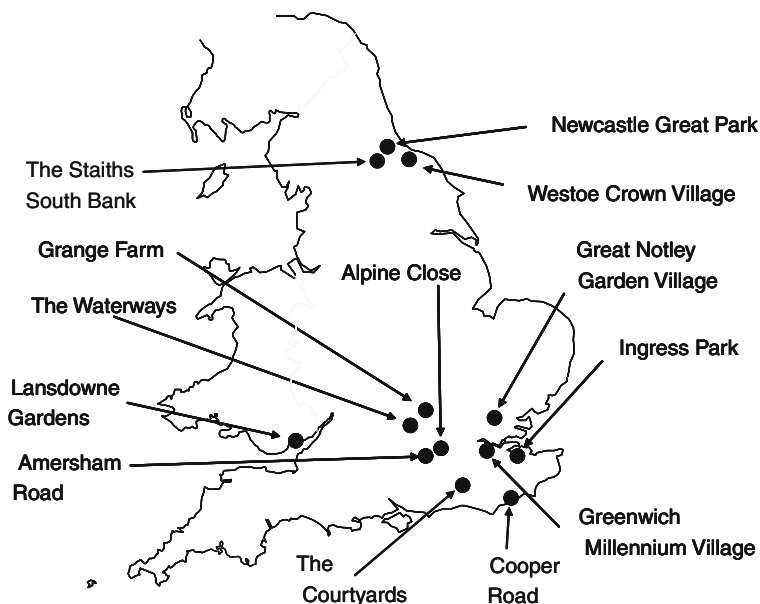 Newcastle Great Park
The Staiths
South Bank
Westoe Crown Village
Grange Farm
Great Notley
Garden Village
Alpine Close
The Waterways
Ingress Park
Lansdowne
Gardens
Amersham
Road
Greenwich
Millennium Village
The
Courtyards
Cooper
Road